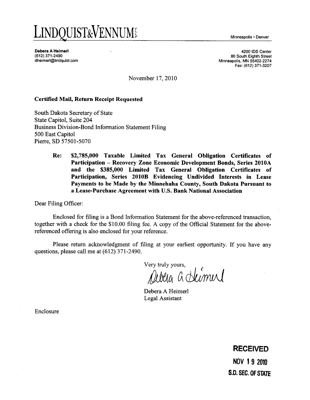 LINDQUIST & VENNUM PLLP
Minneapolis • Denver
Debera A Heimerl
(612) 371-2490
dheimerl@lindquist.com
4200 IDS Center
80 South Eighth Street
Minneapolis, MN 55402-2274
Fax: (612) 371-3207
November 17, 2010
Certified Mail, Return Receipt Requested
South Dakota Secretary of State
State Capitol, Suite 204
Business Division-Bond Information Statement Filing
500 East Capitol
Pierre, SD 57501-5070
Re: $2,785,000 Taxable Limited Tax General Obligation Certificates of
Participation – Recovery Zone Economic Development Bonds, Series 2010A
and the $385,000 Limited Tax General Obligation Certificates of
Participation, Series 2010B Evidencing Undivided Interests in Lease
Payments to be Made by the Minnehaha County, South Dakota Pursuant to
a Lease-Purchase Agreement with U.S. Bank National Association
Dear Filing Officer:
Enclosed for filing is a Bond Information Statement for the above-referenced transaction,
together with a check for the $10.00 filing fee. A copy of the Official Statement for the above-
referenced offering is also enclosed for your reference.
Please return acknowledgment of filing at your earliest opportunity. If you have any
questions, please call me at (612) 371-2490.
Very truly yours,
Debera A Heimerl
Debera A Heimerl
Legal Assistant
Enclosure
RECEIVED
NOV 19 2010
S.D. SEC. OF STATE